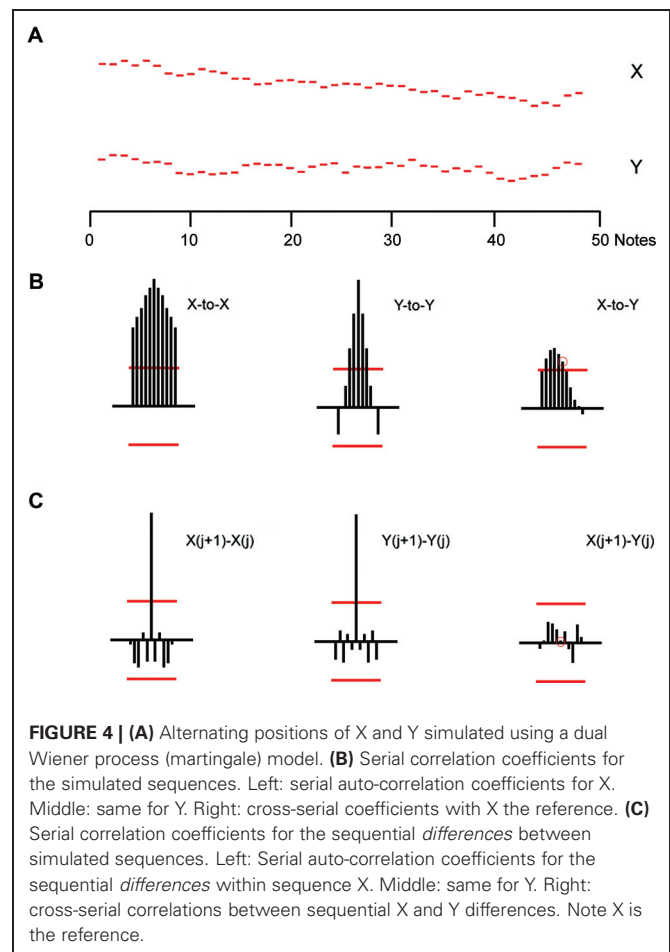 A
X
Y
0 10 20 30 40 50 Notes
B
X-to-X Y-to-Y X-to-Y
C
X(j+1)-X(j) Y(j+1)-Y(j) X(j+1)-Y(j)
FIGURE 4 | (A) Alternating positions of X and Y simulated using a dual
Wiener process (martingale) model. (B) Serial correlation coefficients for
the simulated sequences. Left: serial auto-correlation coefficients for X.
Middle: same for Y. Right: cross-serial coefficients with X the reference. (C)
Serial correlation coefficients for the sequential differences between
simulated sequences. Left: Serial auto-correlation coefficients for the
sequential differences within sequence X. Middle: same for Y. Right:
cross-serial correlations between sequential X and Y differences. Note X is
the reference.